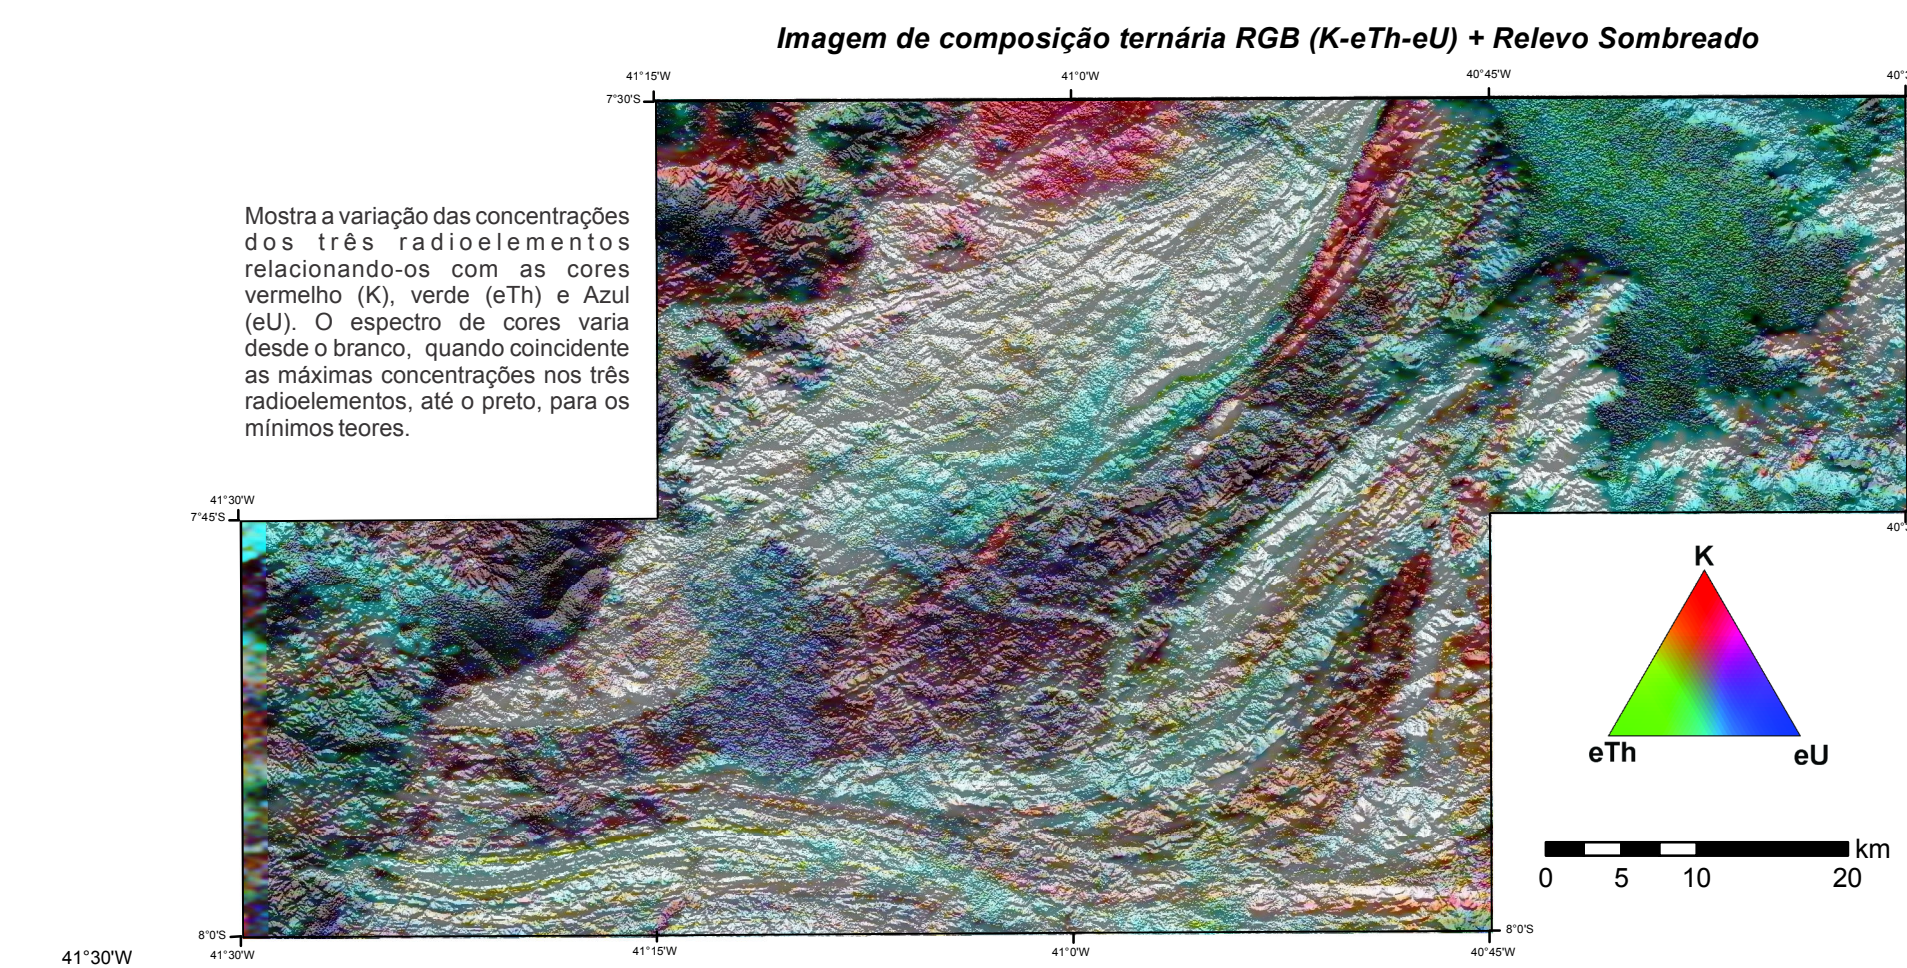 Imagem de composição ternária RGB (K-eTh-eU) + Relevo Sombreado
41°15'W
41°0'W
40°45'W
7°30'S
Mostra a variação das concentrações
dos três radioelementos
relacionando-os com as cores
vermelho (K), verde (eTh) e Azul
(eU). O espectro de cores varia
desde o branco, quando coincidente
as máximas concentrações nos três
radioelementos, até o preto, para os
mínimos teores.
41°30'W
7°45'S
K
eTh
eU
km
0 5 10 20
8°0'S
8°0'S
41°30'W
41°30'W
41°15'W
41°0'W
40°45'W